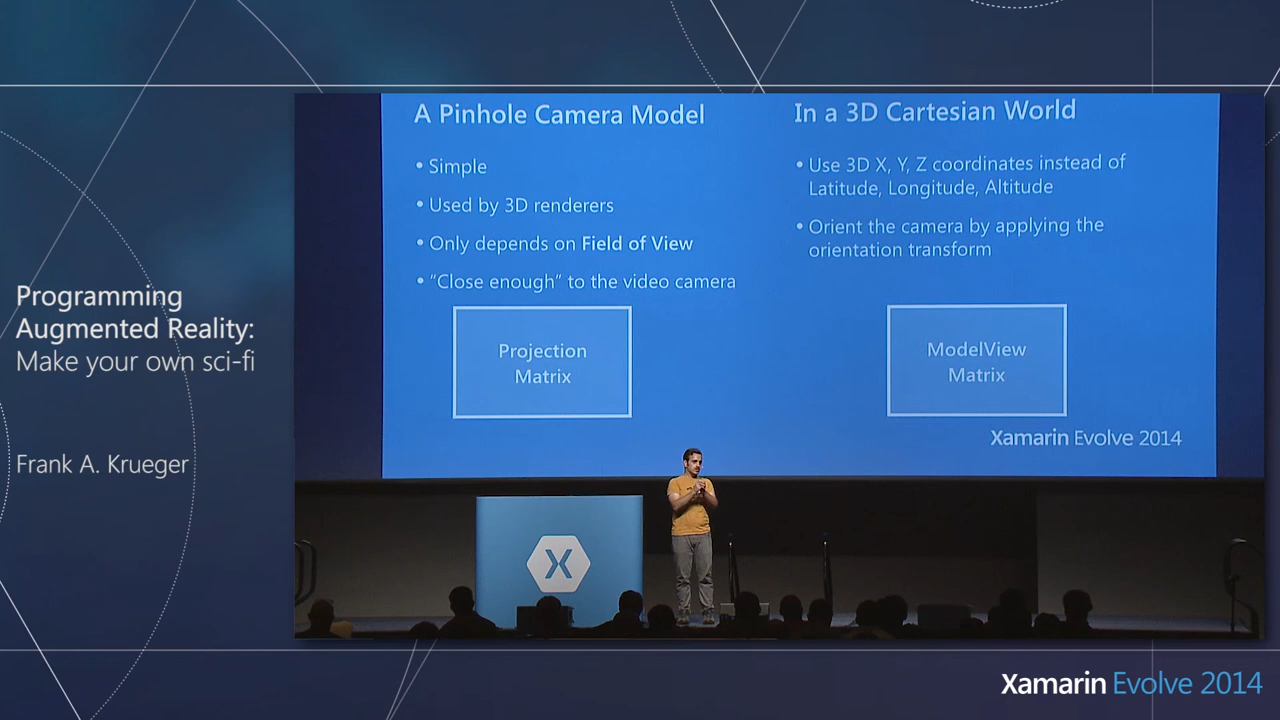 Programming
Augmented Reality:
Make your own sci-fi
Frank A. Krueger
A Pinhole Camera Model
• Simple
• Used by 3D renderers
• Only depends on Field of View
• “Close enough” to the video camera
Projection
Matrix
In a 3D Cartesian World
• Use 3D X, Y, Z coordinates instead of
Latitude, Longitude, Altitude
• Orient the camera by applying the
orientation transform
ModelView
Matrix
Xamarin Evolve 2014
X
Xamarin Evolve 2014